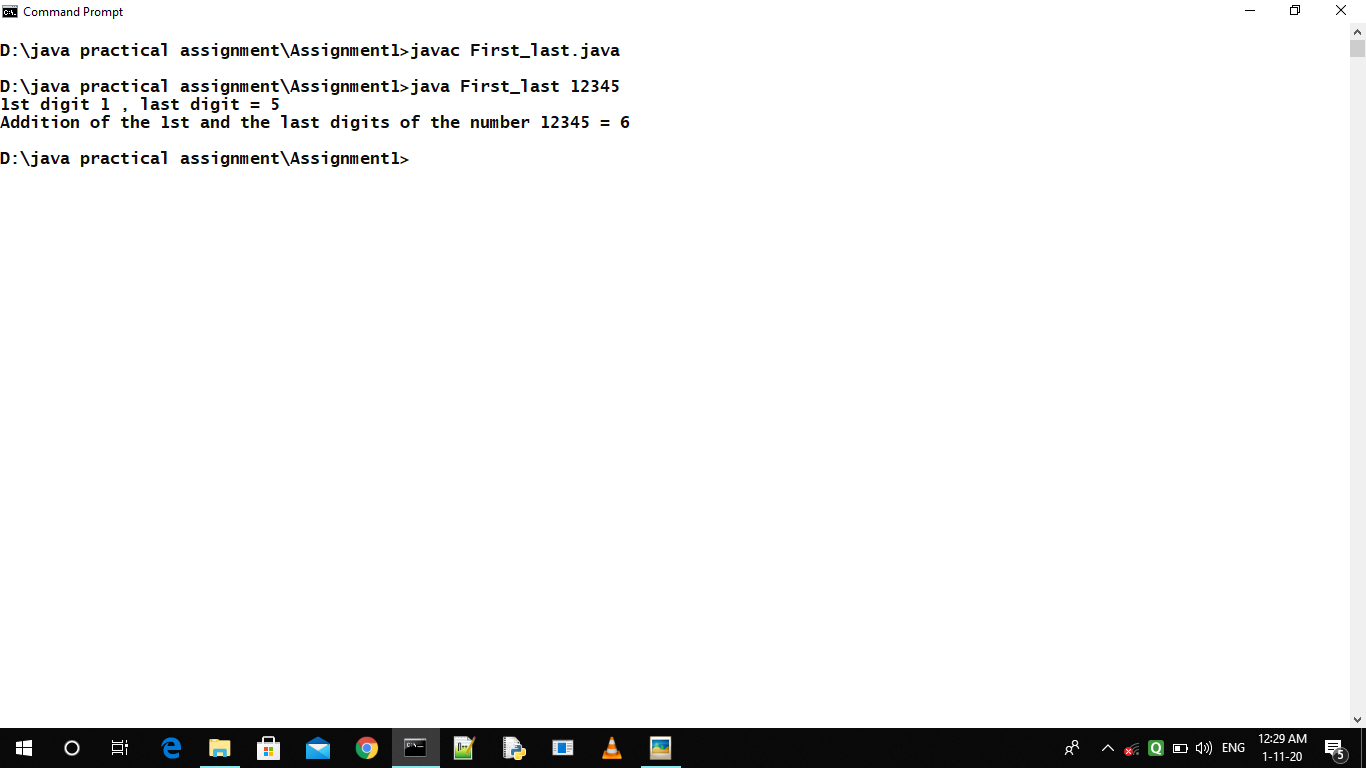 Command Prompt
D:\java practical assignment\Assignment1>javac First_last.java
D:\java practical assignment\Assignment1>java First_last 12345
1st digit 1 , last digit = 5
Addition of the 1st and the last digits of the number 12345 = 6
D:\java practical assignment\Assignment1>
ENG
12:29 AM
1-11-20
5